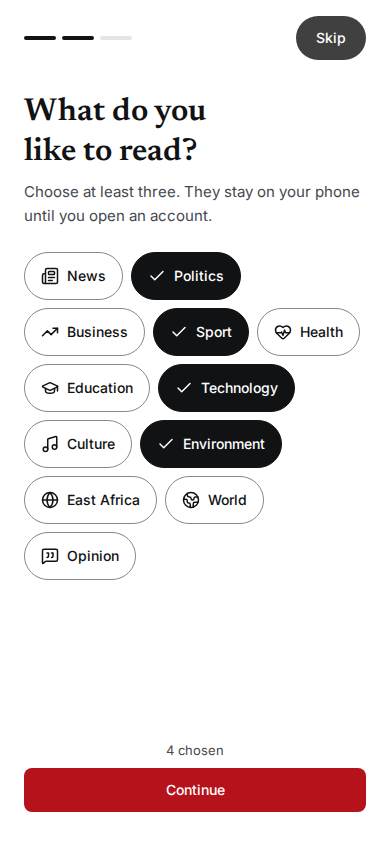 Skip
What do you
like to read?
Choose at least three. They stay on your phone
until you open an account.
News
Politics
Business
Sport
Health
Education
Technology
Culture
Environment
East Africa
World
Opinion
4 chosen
Continue